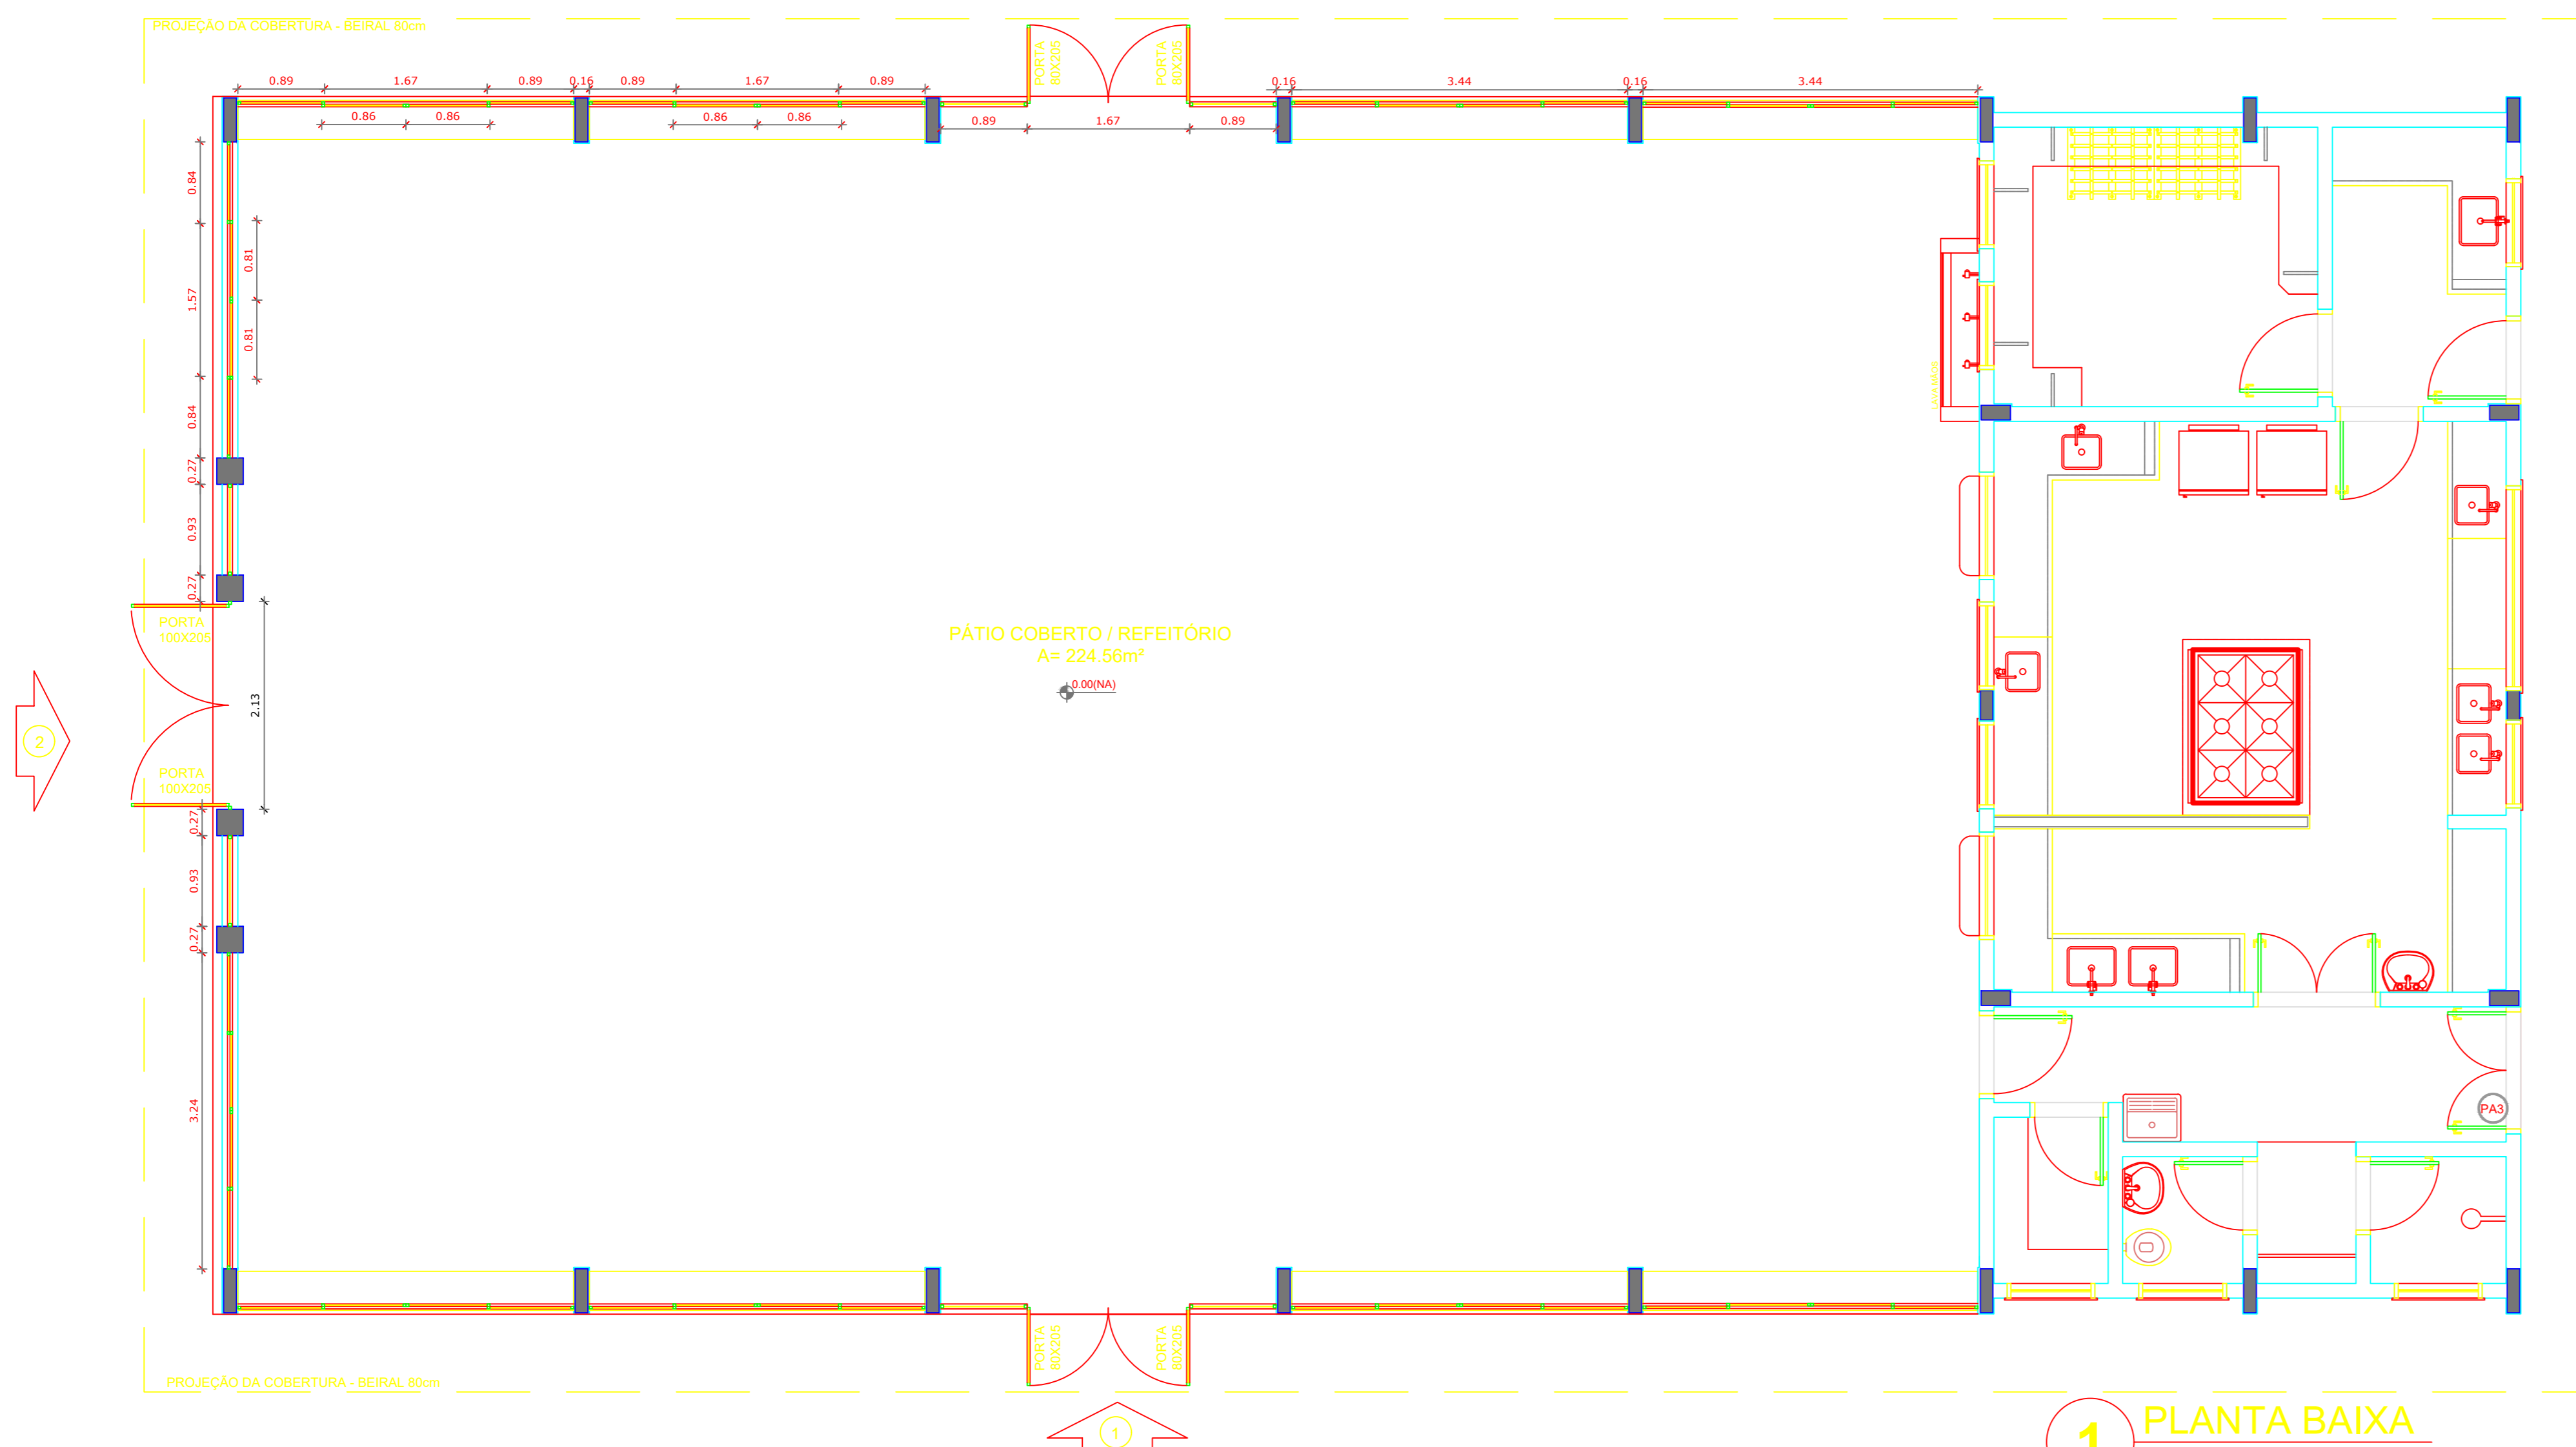 PROJEÇÃO DA COBERTURA - BEIRAL 80cm
PORTA
80X205
PORTA
80X205
0.89
1.67
0.89
0.16
0.89
1.67
0.89
0.16
3.44
0.16
3.44
0.86
0.86
0.86
0.86
0.89
1.67
0.89
0.84
1.57
0.81
0.81
0.84
0.27
0.93
0.27
LAVA MÃOS
PORTA
100X205
PÁTIO COBERTO / REFEITÓRIO
A= 224.56m²
0.00(NA)
2.13
2
PORTA
100X205
0.27
0.93
0.27
3.24
PA3
PORTA
80X205
PORTA
80X205
PROJEÇÃO DA COBERTURA - BEIRAL 80cm
1
1
PLANTA BAIXA